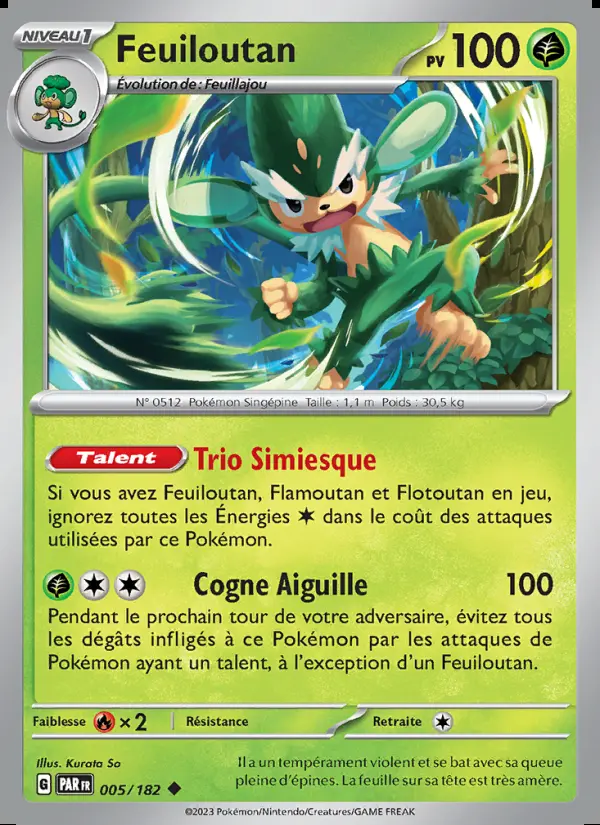 NIVEAU 1
Feuiloutan
PV 100
Évolution de : Feuillajou
N° 0512 Pokémon Singépine Taille : 1,1 m Poids : 30,5 kg
Talent Trio Simiesque
Si vous avez Feuiloutan, Flamoutan et Flotoutan en jeu,
ignorez toutes les Énergies dans le coût des attaques
utilisées par ce Pokémon.
Cogne Aiguille 100
Pendant le prochain tour de votre adversaire, évitez tous
les dégâts infligés à ce Pokémon par les attaques de
Pokémon ayant un talent, à l'exception d'un Feuiloutan.
Faiblesse ×2 Résistance Retraite
Illus. Kurata So
G PAR FR 005/182
Il a un tempérament violent et se bat avec sa queue
pleine d'épines. La feuille sur sa tête est très amère.
©2023 Pokémon/Nintendo/Creatures/GAME FREAK